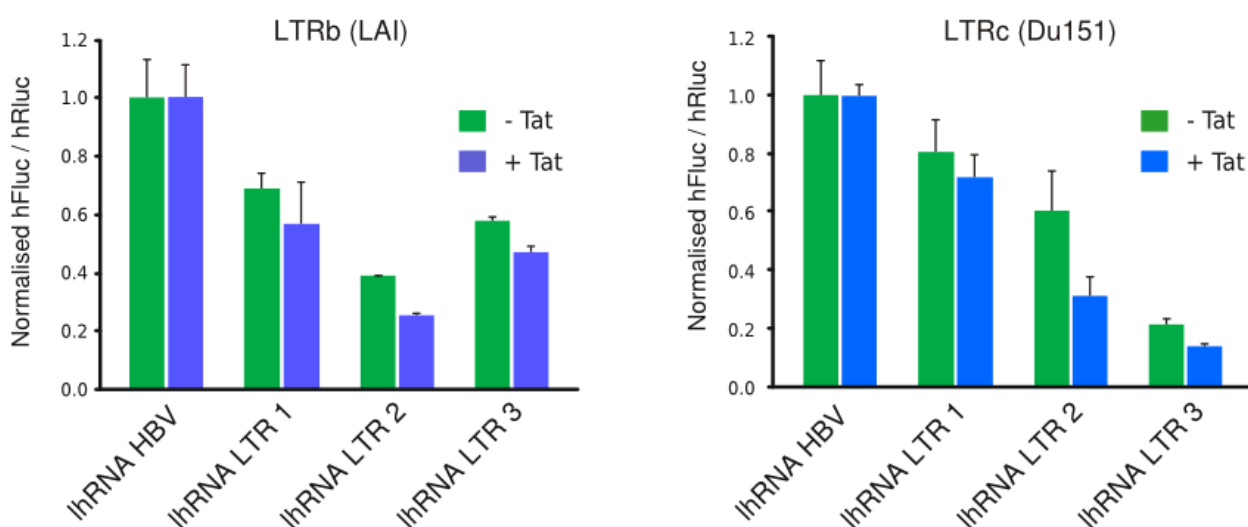 LTRb (LAI)
Normalised hFluc / hRluc
1.2
1.0
0.8
0.6
0.4
0.2
0.0
- Tat
+ Tat
lhRNA HBV
lhRNA LTR 1
lhRNA LTR 2
lhRNA LTR 3
LTRc (Du151)
Normalised hFluc / hRluc
1.2
1.0
0.8
0.6
0.4
0.2
0.0
- Tat
+ Tat
lhRNA HBV
lhRNA LTR 1
lhRNA LTR 2
lhRNA LTR 3